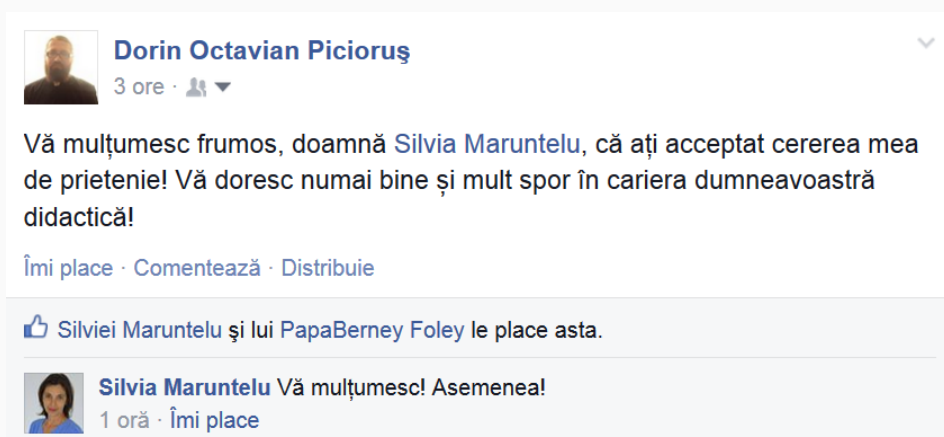 Dorin Octavian Picioruş
3 ore ·
Vă mulțumesc frumos, doamnă Silvia Maruntelu, că ați acceptat cererea mea
de prietenie! Vă doresc numai bine și mult spor în cariera dumneavoastră
didactică!
Îmi place · Comentează · Distribuie
Silviei Maruntelu şi lui PapaBerney Foley le place asta.
Silvia Maruntelu Vă mulțumesc! Asemenea!
1 oră · Îmi place